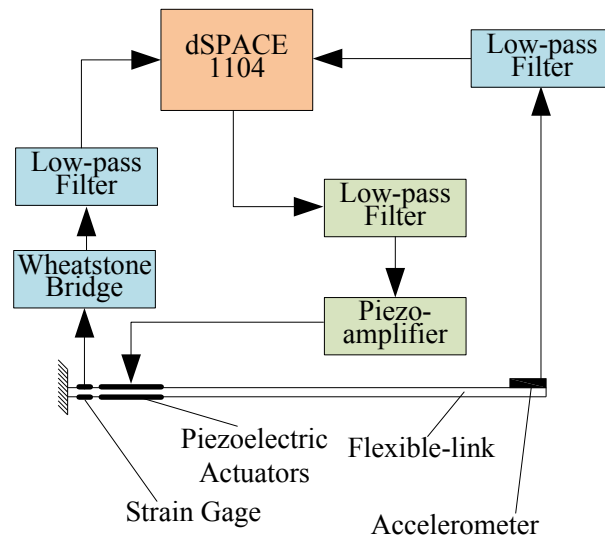 dSPACE
1104
Low-pass
Filter
Low-pass
Filter
Low-pass
Filter
Wheatstone
Bridge
Piezo-
amplifier
Piezoelectric
Actuators
Flexible-link
Strain Gage
Accelerometer